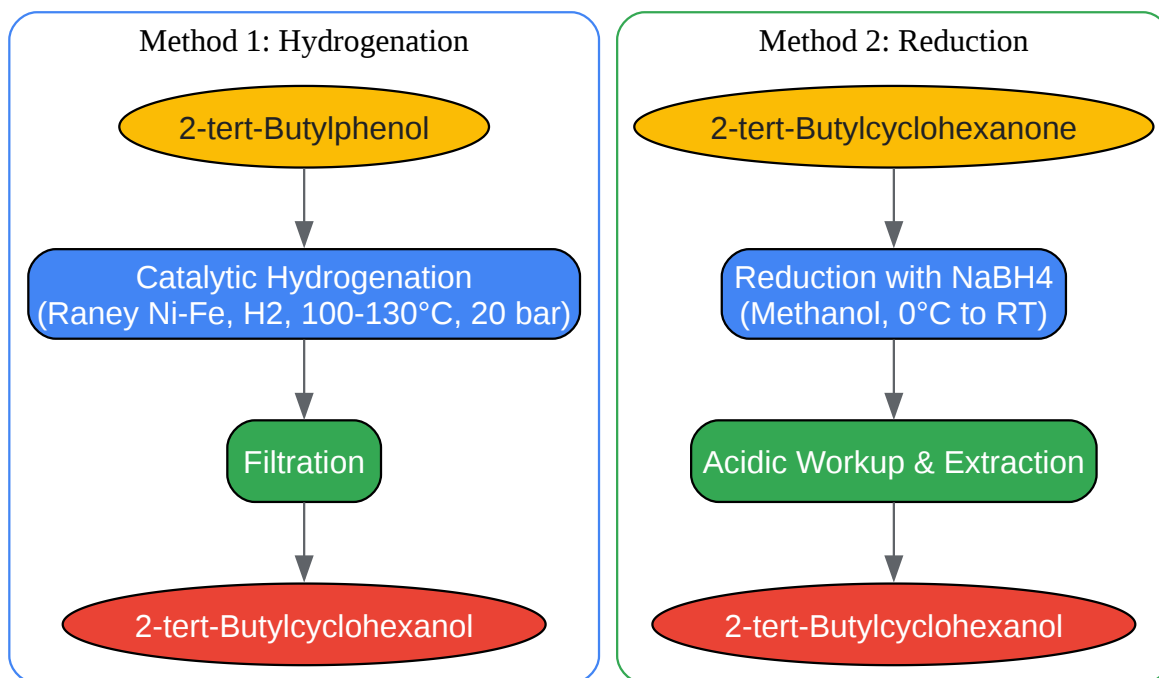 Method 1: Hydrogenation
2-tert-Butylphenol
Catalytic Hydrogenation
(Raney Ni-Fe, H2, 100-130°C, 20 bar)
Filtration
2-tert-Butylcyclohexanol
Method 2: Reduction
2-tert-Butylcyclohexanone
Reduction with NaBH4
(Methanol, 0°C to RT)
Acidic Workup & Extraction
2-tert-Butylcyclohexanol